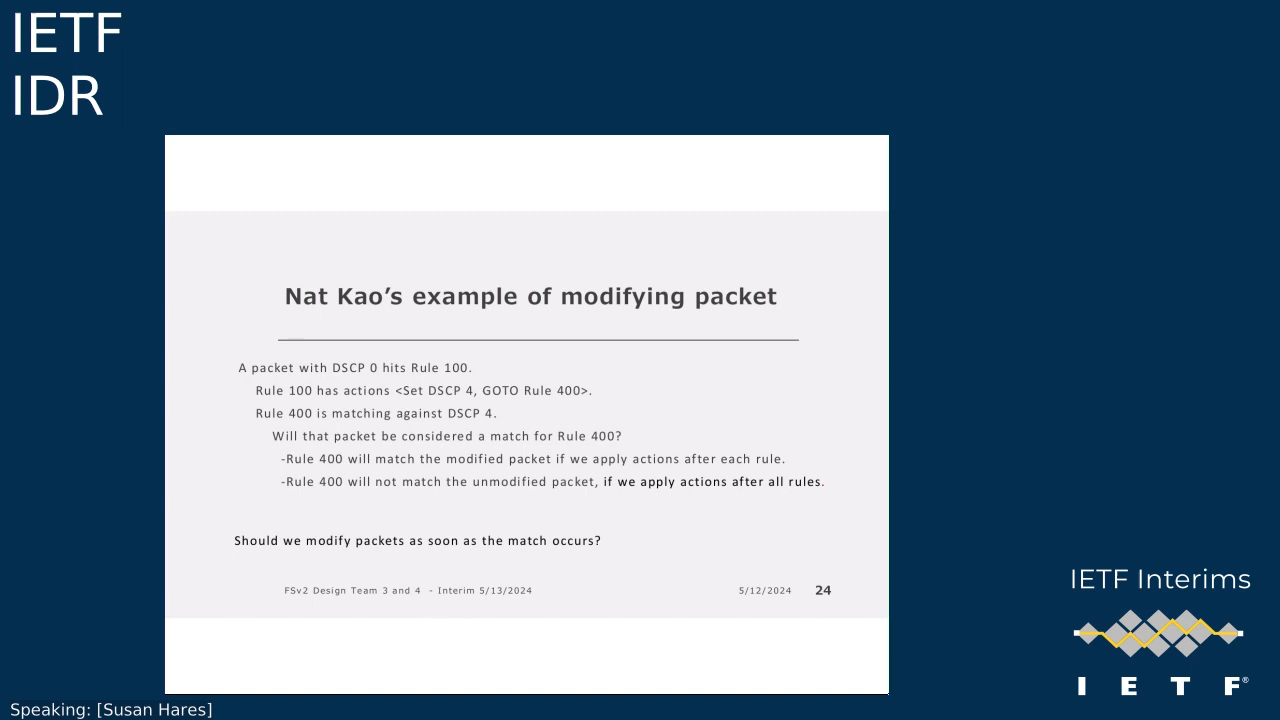 IETF
IDR
Nat Kao’s example of modifying packet
A packet with DSCP 0 hits Rule 100.
Rule 100 has actions <Set DSCP 4, GOTO Rule 400>.
Rule 400 is matching against DSCP 4.
Will that packet be considered a match for Rule 400?
-Rule 400 will match the modified packet if we apply actions after each rule.
-Rule 400 will not match the unmodified packet, if we apply actions after all rules.
Should we modify packets as soon as the match occurs?
FSv2 Design Team 3 and 4 - Interim 5/13/2024 5/12/2024 24
IETF Interims
I E T F®
Speaking: [Susan Hares]